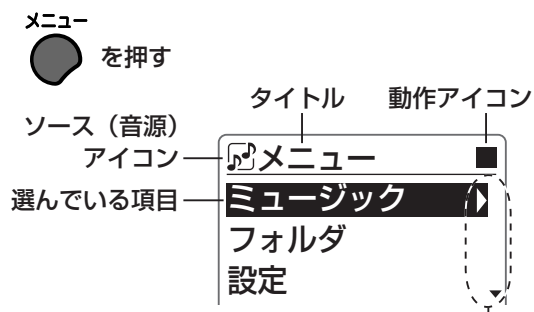 メニュー
を押す
タイトル 動作アイコン
ソース（音源）
アイコン
メニュー
選んでいる項目
ミュージック
フォルダ
設定